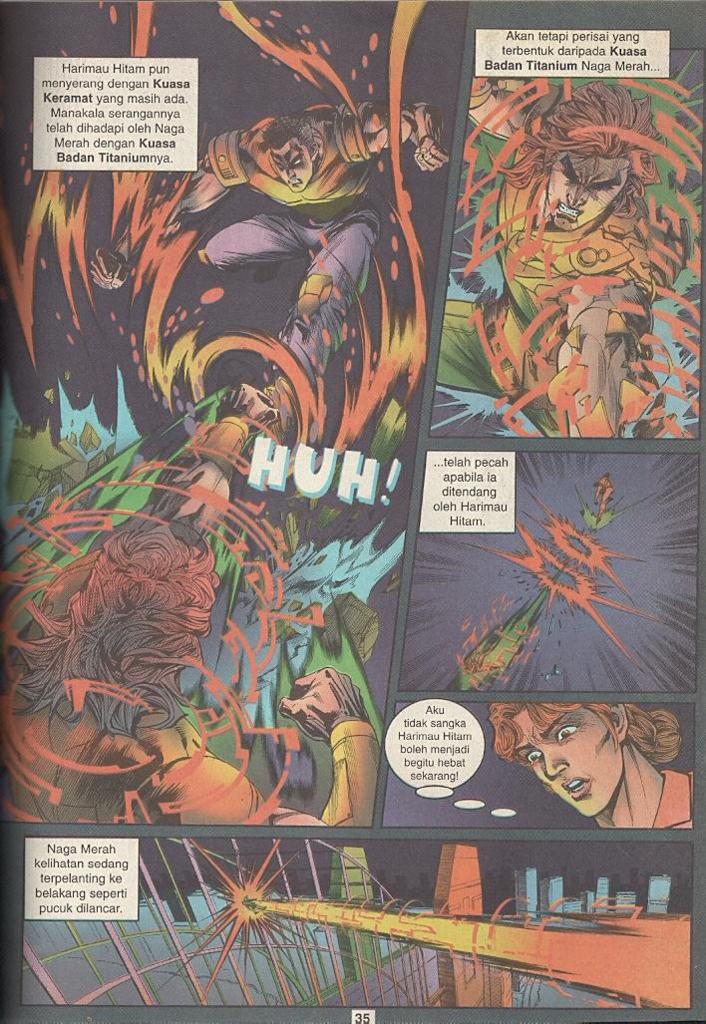 Harimau Hitam pun
menyerang dengan Kuasa
Keramat yang masih ada.
Manakala serangannya
telah dihadapi oleh Naga
Merah dengan Kuasa
Badan Titaniumnya.
Akan tetapi perisai yang
terbentuk daripada Kuasa
Badan Titanium Naga Merah...
HUH!
...telah pecah
apabila ia
ditendang
oleh Harimau
Hitam.
Aku
tidak sangka
Harimau Hitam
boleh menjadi
begitu hebat
sekarang!
Naga Merah
kelihatan sedang
terpelanting ke
belakang seperti
pucuk dilancar.
35